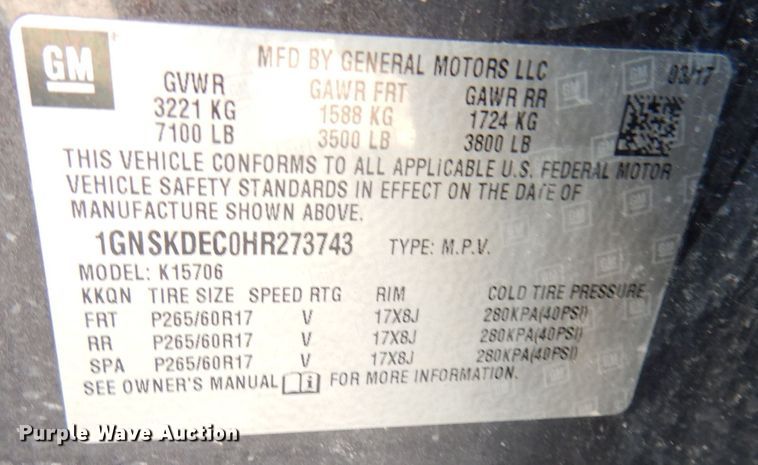 GM
MFD BY GENERAL MOTORS LLC 03/17
GVWR GAWR FRT GAWR RR
3221 KG 1588 KG 1724 KG
7100 LB 3500 LB 3800 LB
THIS VEHICLE CONFORMS TO ALL APPLICABLE U.S. FEDERAL MOTOR
VEHICLE SAFETY STANDARDS IN EFFECT ON THE DATE OF
MANUFACTURE SHOWN ABOVE.
1GNSKDEC0HR273743 TYPE: M.P.V.
MODEL: K15706
KKQN TIRE SIZE SPEED RTG RIM COLD TIRE PRESSURE
FRT P265/60R17 V 17X8J 280KPA(40PSI)
RR P265/60R17 V 17X8J 280KPA(40PSI)
SPA P265/60R17 V 17X8J 280KPA(40PSI)
SEE OWNER'S MANUAL i FOR MORE INFORMATION.
Purple Wave Auction